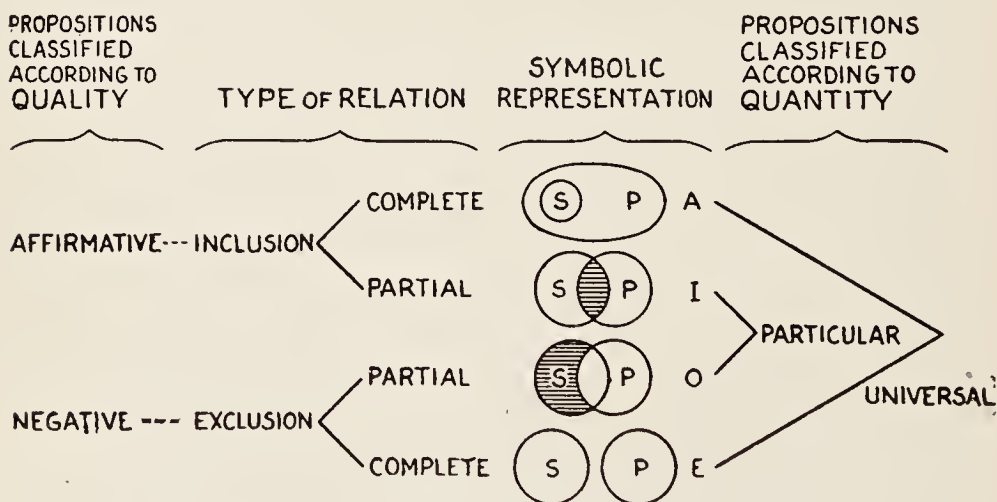 PROPOSITIONS
CLASSIFIED
ACCORDING TO
QUALITY
TYPE OF RELATION
SYMBOLIC
REPRESENTATION
PROPOSITIONS
CLASSIFIED
ACCORDING TO
QUANTITY
COMPLETE
S P A
AFFIRMATIVE --- INCLUSION
PARTIAL
S P I
PARTICULAR
PARTIAL
S P O
UNIVERSAL
NEGATIVE --- EXCLUSION
COMPLETE
S P E